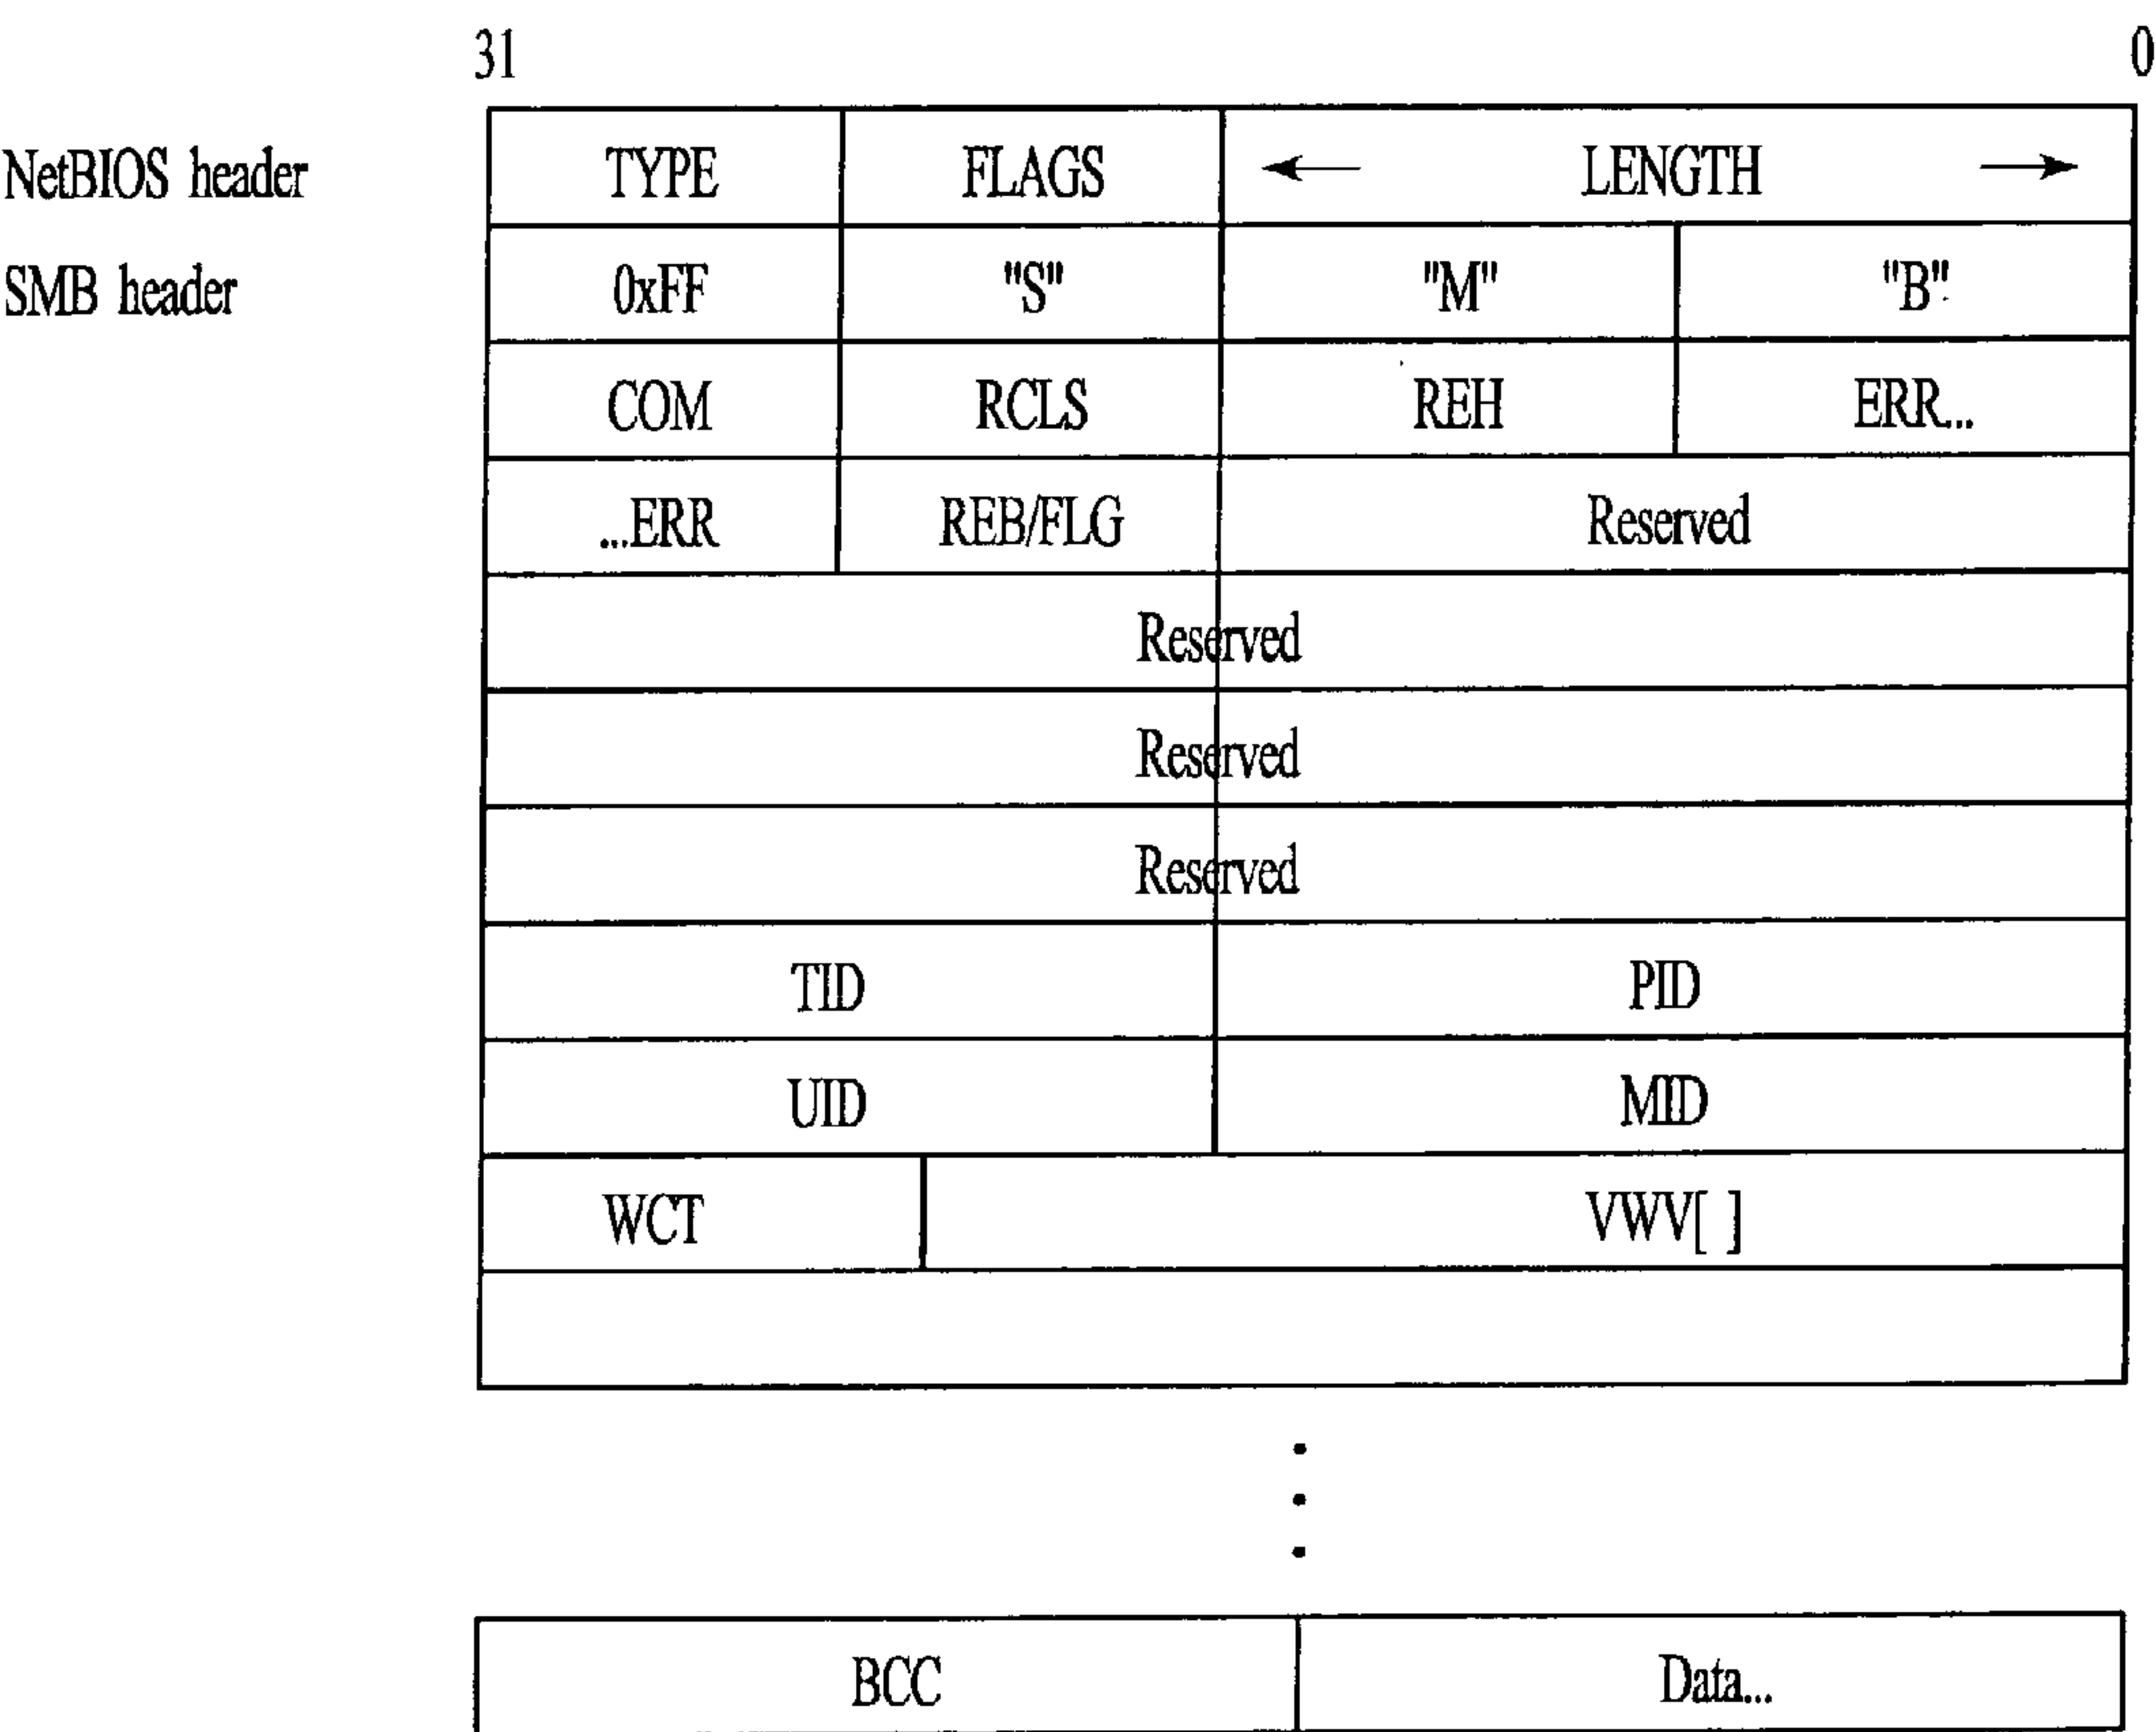 31 0
NetBIOS header TYPE FLAGS LENGTH
SMB header 0xFF "S" "M" "B"
COM RCLS REH ERR...
...ERR REB/FLG Reserved
Reserved
Reserved
Reserved
TID PID
UID MID
WCT VWV[ ]
BCC Data...